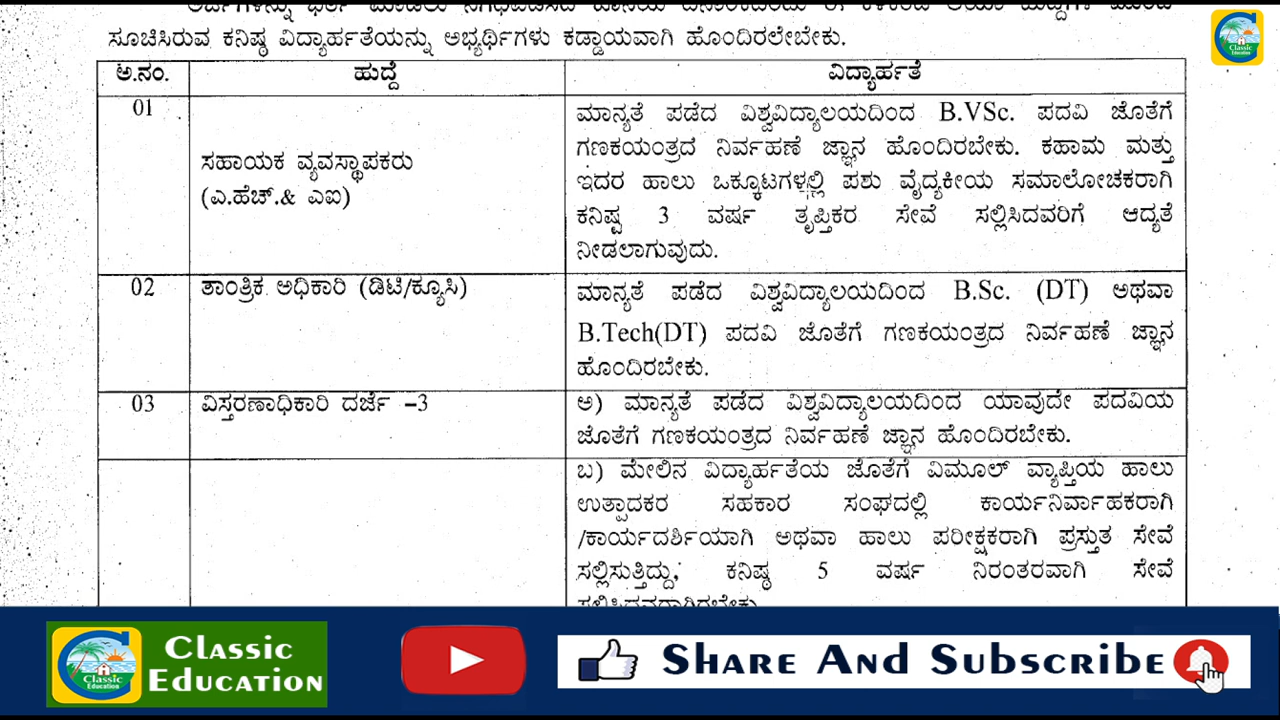 ಸೂಚಿಸಿರುವ ಕನಿಷ್ಠ ವಿದ್ಯಾರ್ಹತೆಯನ್ನು ಅಭ್ಯರ್ಥಿಗಳು ಕಡ್ಡಾಯವಾಗಿ ಹೊಂದಿರಲೇಬೇಕು.
Classic
Education
ಅ.ನಂ. ಹುದ್ದೆ ವಿದ್ಯಾರ್ಹತೆ
01
ಸಹಾಯಕ ವ್ಯವಸ್ಥಾಪಕರು
(ಎ.ಹೆಚ್.& ಎಐ)
ಮಾನ್ಯತೆ ಪಡೆದ ವಿಶ್ವವಿದ್ಯಾಲಯದಿಂದ B.VSc. ಪದವಿ ಜೊತೆಗೆ
ಗಣಕಯಂತ್ರದ ನಿರ್ವಹಣೆ ಜ್ಞಾನ ಹೊಂದಿರಬೇಕು. ಕಹಾಮ ಮತ್ತು
ಇದರ ಹಾಲು ಒಕ್ಕೂಟಗಳಲ್ಲಿ ಪಶು ವೈದ್ಯಕೀಯ ಸಮಾಲೋಚಕರಾಗಿ
ಕನಿಷ್ಟ 3 ವರ್ಷ ತೃಪ್ತಿಕರ ಸೇವೆ ಸಲ್ಲಿಸಿದವರಿಗೆ ಆದ್ಯತೆ
ನೀಡಲಾಗುವುದು.
02 ತಾಂತ್ರಿಕ ಅಧಿಕಾರಿ (ಡಿಟಿ/ಕ್ಯೂಸಿ)
ಮಾನ್ಯತೆ ಪಡೆದ ವಿಶ್ವವಿದ್ಯಾಲಯದಿಂದ B.Sc. (DT) ಅಥವಾ
B.Tech(DT) ಪದವಿ ಜೊತೆಗೆ ಗಣಕಯಂತ್ರದ ನಿರ್ವಹಣೆ ಜ್ಞಾನ
ಹೊಂದಿರಬೇಕು.
03 ವಿಸ್ತರಣಾಧಿಕಾರಿ ದರ್ಜೆ –3
ಅ) ಮಾನ್ಯತೆ ಪಡೆದ ವಿಶ್ವವಿದ್ಯಾಲಯದಿಂದ ಯಾವುದೇ ಪದವಿಯ
ಜೊತೆಗೆ ಗಣಕಯಂತ್ರದ ನಿರ್ವಹಣೆ ಜ್ಞಾನ ಹೊಂದಿರಬೇಕು.
ಬ) ಮೇಲಿನ ವಿದ್ಯಾರ್ಹತೆಯ ಜೊತೆಗೆ ವಿಮೂಲ್ ವ್ಯಾಪ್ತಿಯ ಹಾಲು
ಉತ್ಪಾದಕರ ಸಹಕಾರ ಸಂಘದಲ್ಲಿ ಕಾರ್ಯನಿರ್ವಾಹಕರಾಗಿ
/ಕಾರ್ಯದರ್ಶಿಯಾಗಿ ಅಥವಾ ಹಾಲು ಪರೀಕ್ಷಕರಾಗಿ ಪ್ರಸ್ತುತ ಸೇವೆ
ಸಲ್ಲಿಸುತ್ತಿದ್ದು, ಕನಿಷ್ಠ 5 ವರ್ಷ ನಿರಂತರವಾಗಿ ಸೇವೆ
Classic
Education
Classic
Education
Share And Subscribe